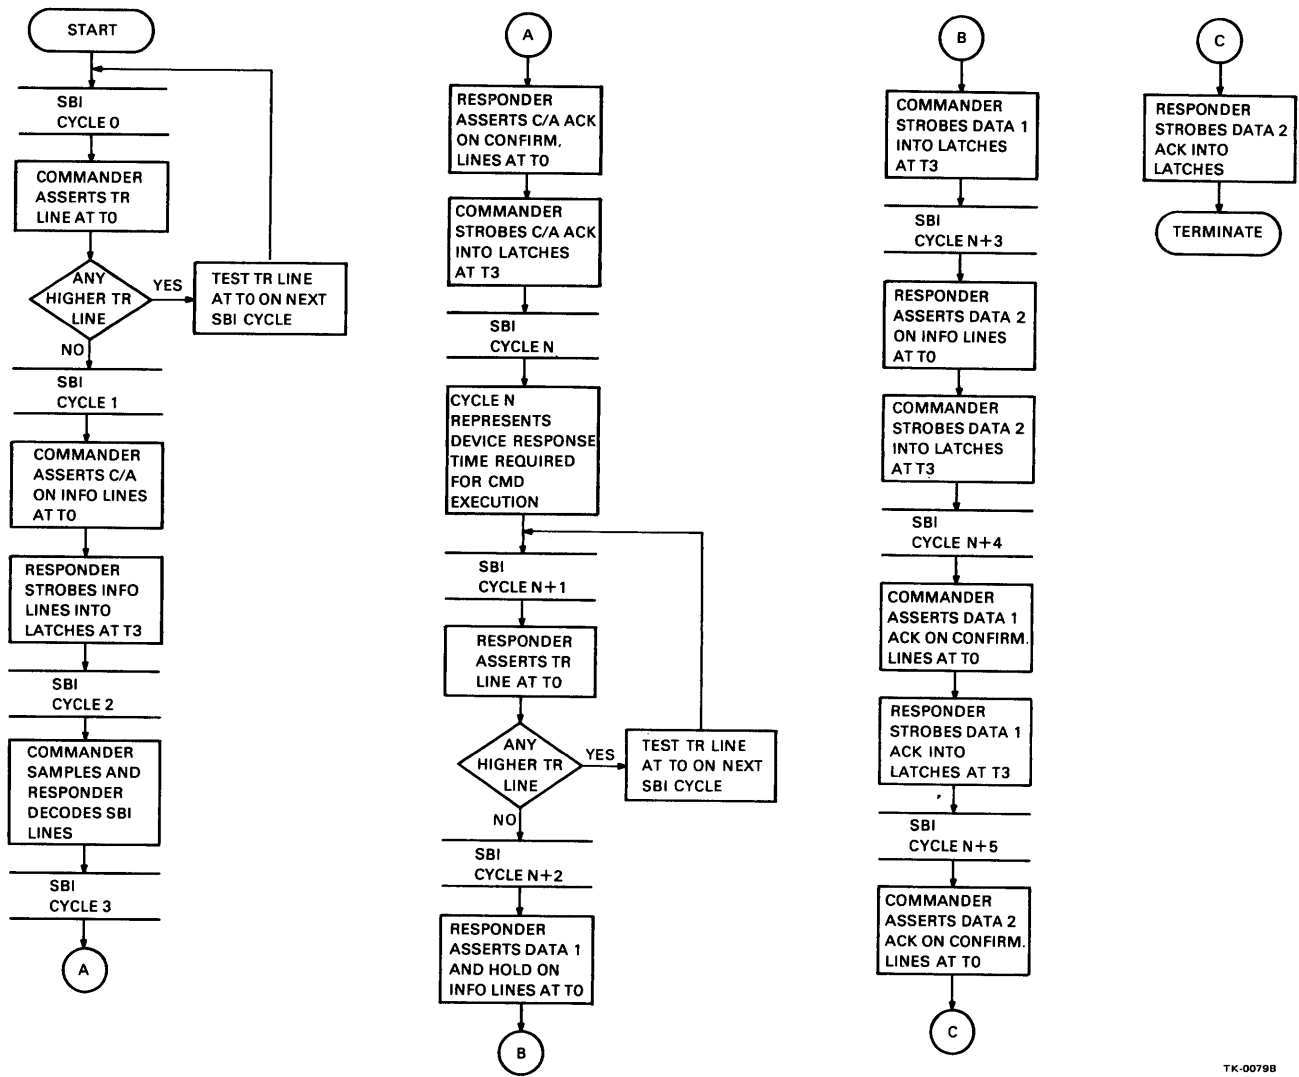 START
SBI
CYCLE 0
COMMANDER
ASSERTS TR
LINE AT T0
ANY
HIGHER TR
LINE
YES
TEST TR LINE
AT T0 ON NEXT
SBI CYCLE
NO
SBI
CYCLE 1
COMMANDER
ASSERTS C/A
ON INFO LINES
AT T0
RESPONDER
STROBES INFO
LINES INTO
LATCHES AT T3
SBI
CYCLE 2
COMMANDER
SAMPLES AND
RESPONDER
DECODES SBI
LINES
SBI
CYCLE 3
A
A
RESPONDER
ASSERTS C/A ACK
ON CONFIRM.
LINES AT T0
COMMANDER
STROBES C/A ACK
INTO LATCHES
AT T3
SBI
CYCLE N
CYCLE N
REPRESENTS
DEVICE RESPONSE
TIME REQUIRED
FOR CMD
EXECUTION
SBI
CYCLE N+1
RESPONDER
ASSERTS TR
LINE AT T0
ANY
HIGHER TR
LINE
YES
TEST TR LINE
AT T0 ON NEXT
SBI CYCLE
NO
SBI
CYCLE N+2
RESPONDER
ASSERTS DATA 1
AND HOLD ON
INFO LINES AT T0
B
B
COMMANDER
STROBES DATA 1
INTO LATCHES
AT T3
SBI
CYCLE N+3
RESPONDER
ASSERTS DATA 2
ON INFO LINES
AT T0
COMMANDER
STROBES DATA 2
INTO LATCHES
AT T3
SBI
CYCLE N+4
COMMANDER
ASSERTS DATA 1
ACK ON CONFIRM.
LINES AT T0
RESPONDER
STROBES DATA 1
ACK INTO
LATCHES AT T3
SBI
CYCLE N+5
COMMANDER
ASSERTS DATA 2
ACK ON CONFIRM.
LINES AT T0
C
C
RESPONDER
STROBES DATA 2
ACK INTO
LATCHES
TERMINATE
TK-0079B